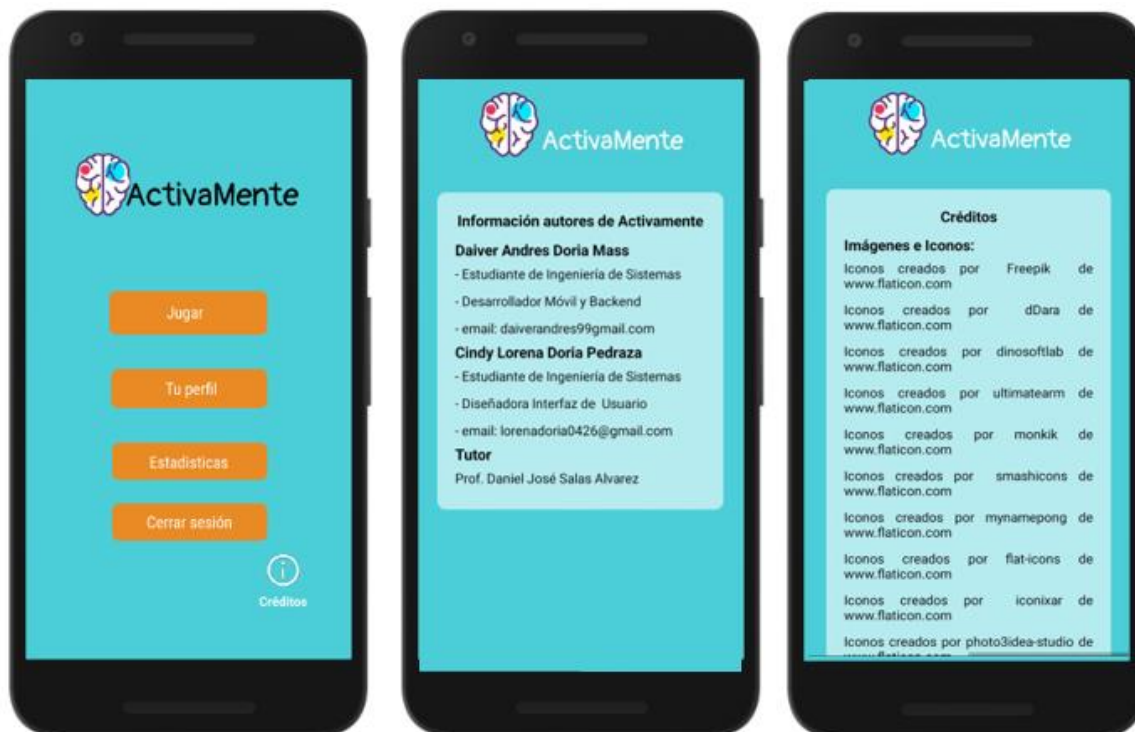 ActivaMente
Jugar
Tu perfil
Estadisticas
Cerrar sesión
Créditos
ActivaMente
Información autores de Activamente
Daiver Andres Doria Mass
- Estudiante de Ingeniería de Sistemas
- Desarrollador Móvil y Backend
- email: daiverandres99gmail.com
Cindy Lorena Doria Pedraza
- Estudiante de Ingeniería de Sistemas
- Diseñadora Interfaz de Usuario
- email: lorenadoria0426@gmail.com
Tutor
Prof. Daniel José Salas Alvarez
ActivaMente
Créditos
Imágenes e Iconos:
Iconos creados por Freepik de
www.flaticon.com
Iconos creados por dDara de
www.flaticon.com
Iconos creados por dinosoftlab de
www.flaticon.com
Iconos creados por ultimatearm de
www.flaticon.com
Iconos creados por monkik de
www.flaticon.com
Iconos creados por smashicons de
www.flaticon.com
Iconos creados por mynamepong de
www.flaticon.com
Iconos creados por flat-icons de
www.flaticon.com
Iconos creados por iconixar de
www.flaticon.com
Iconos creados por photo3idea-studio de